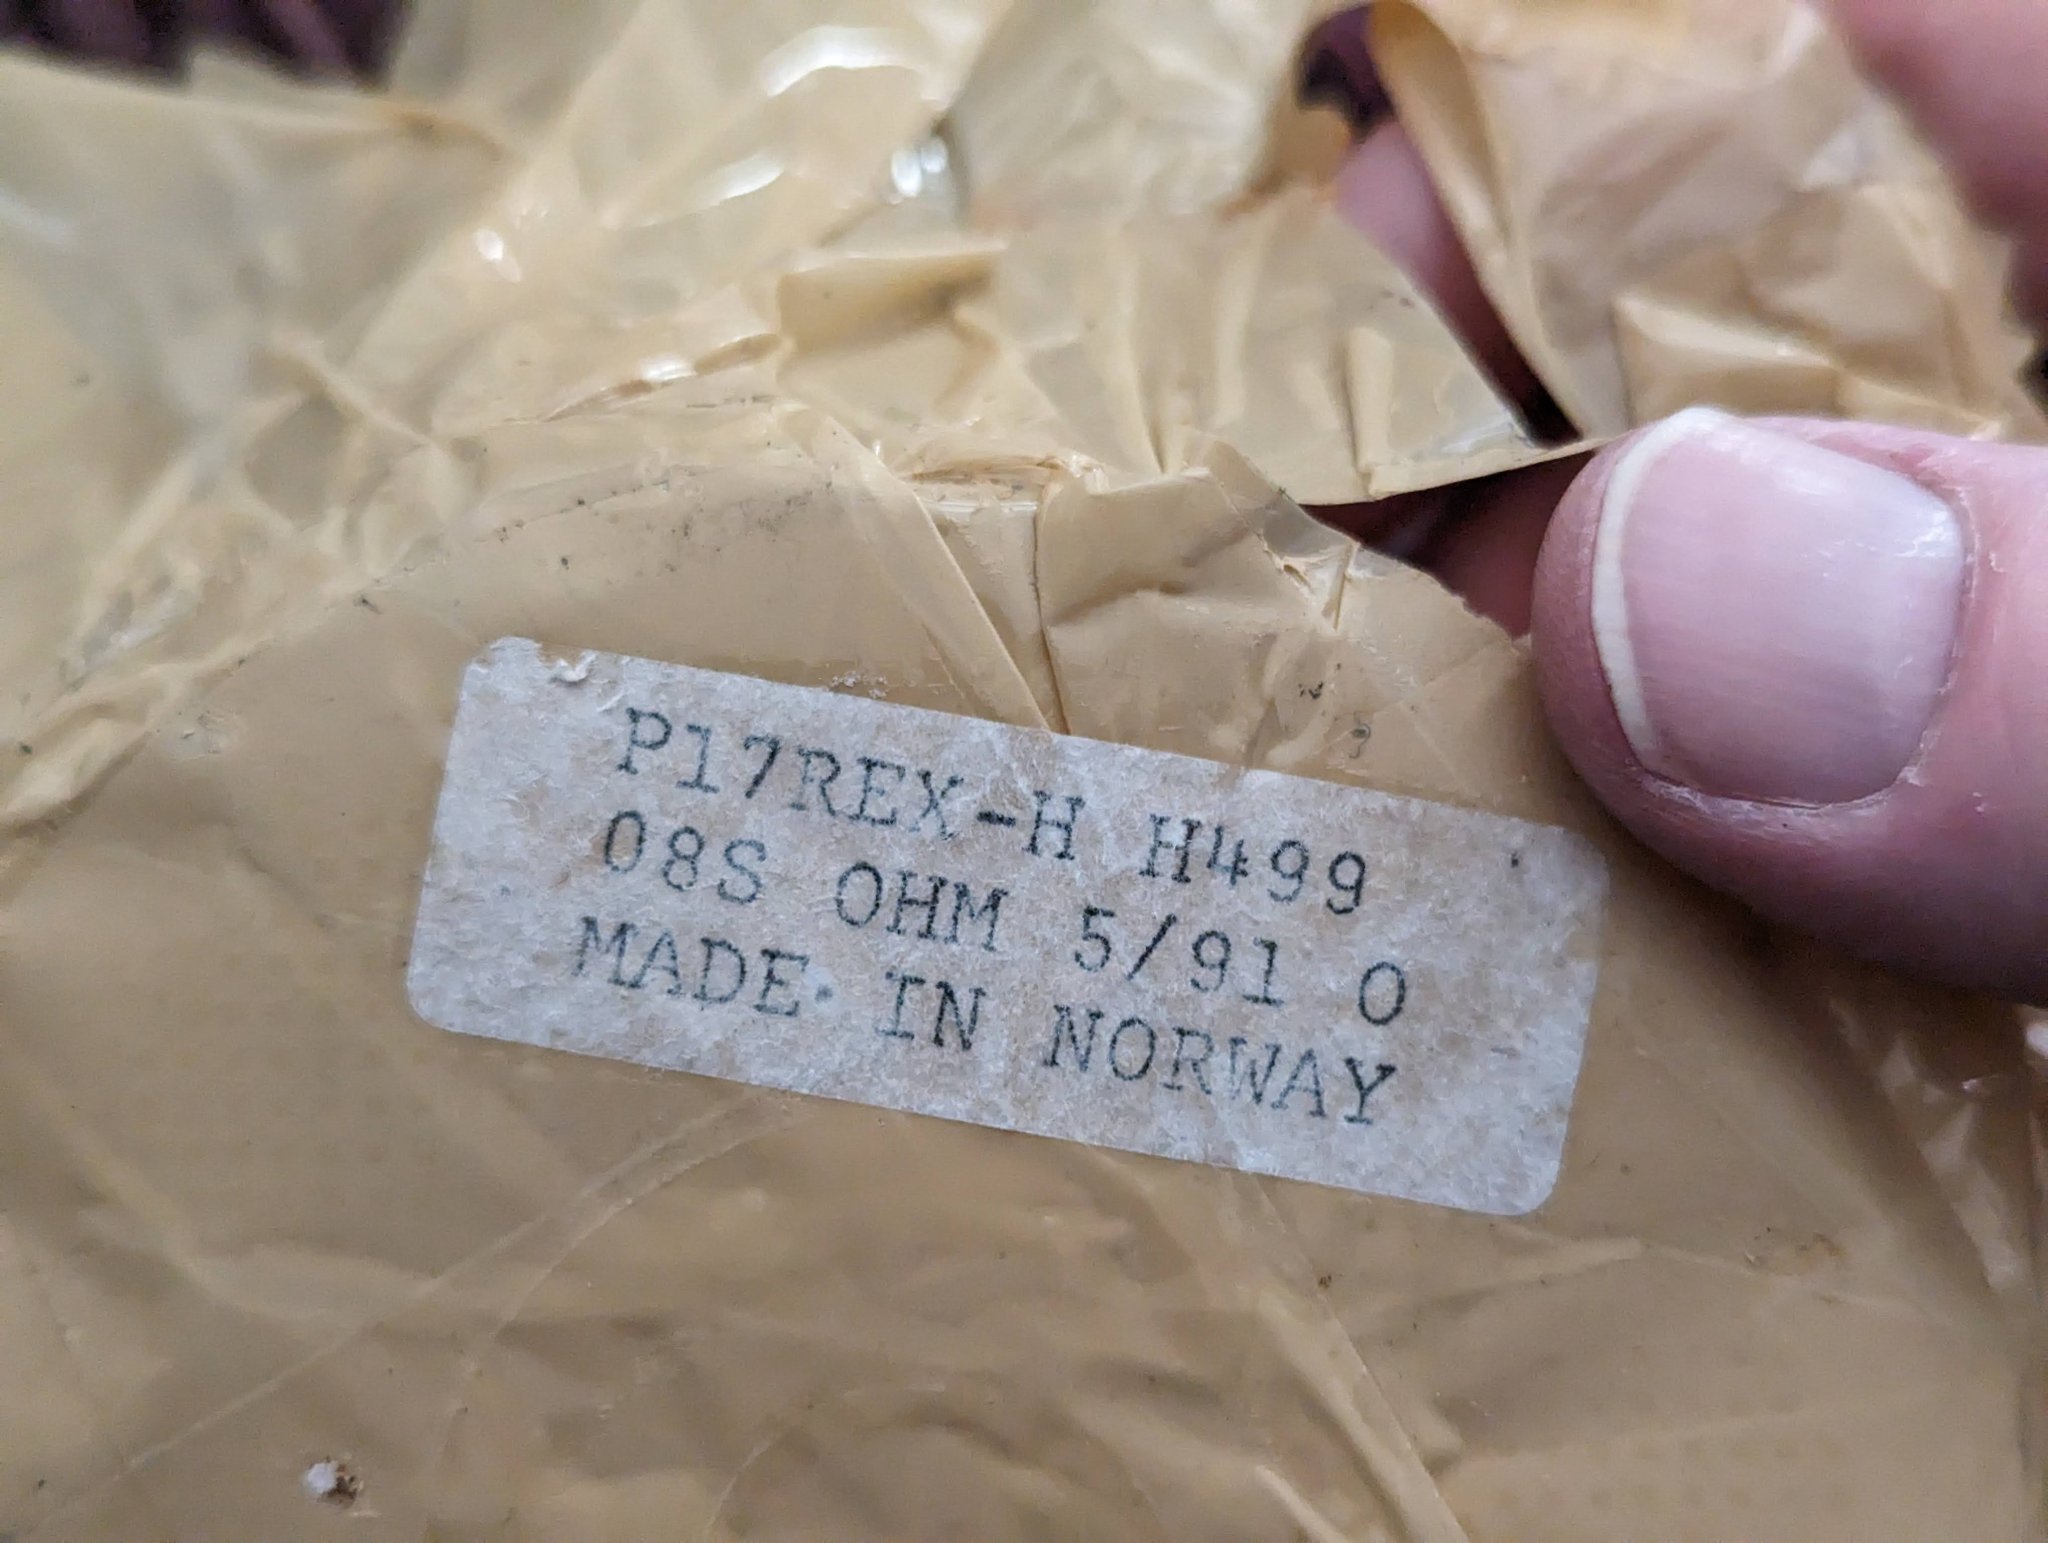 P17REX-H H499
08S OHM 5/91 0
MADE IN NORWAY